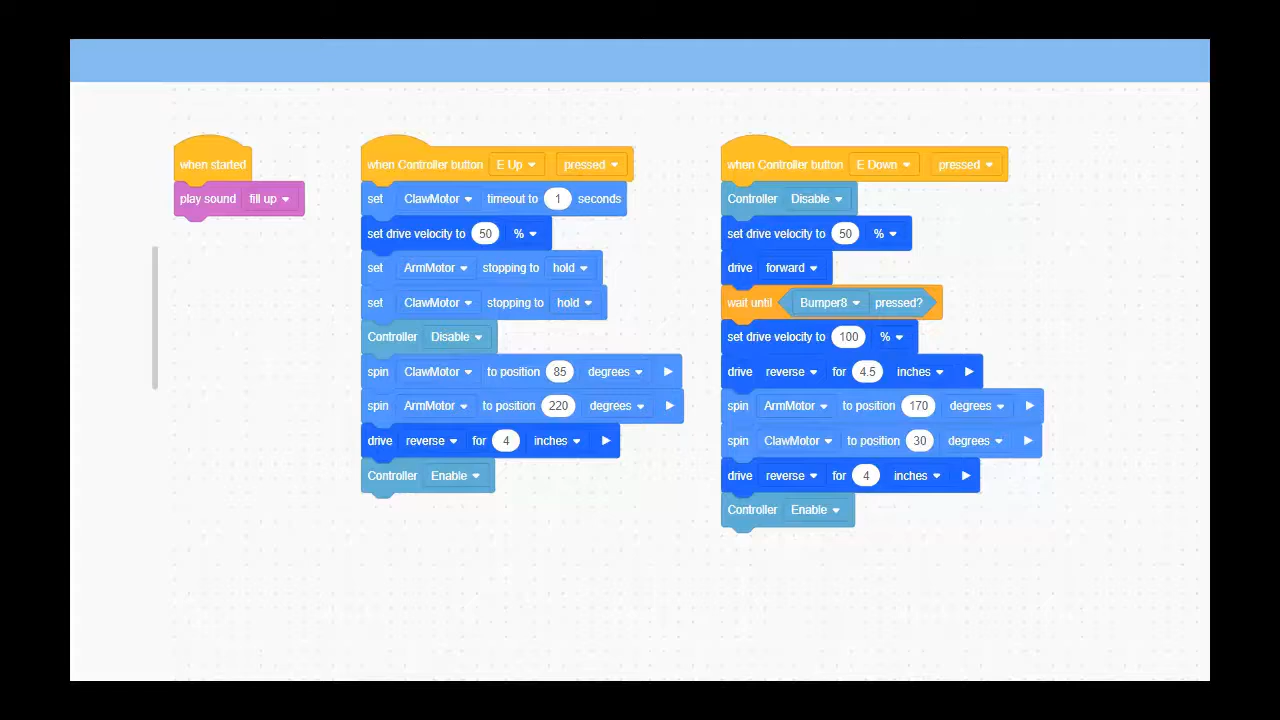 when started
play sound fill up
when Controller button E Up pressed
set ClawMotor timeout to 1 seconds
set drive velocity to 50 %
set ArmMotor stopping to hold
set ClawMotor stopping to hold
Controller Disable
spin ClawMotor to position 85 degrees
spin ArmMotor to position 220 degrees
drive reverse for 4 inches
Controller Enable
when Controller button E Down pressed
Controller Disable
set drive velocity to 50 %
drive forward
wait until Bumper8 pressed?
set drive velocity to 100 %
drive reverse for 4.5 inches
spin ArmMotor to position 170 degrees
spin ClawMotor to position 30 degrees
drive reverse for 4 inches
Controller Enable